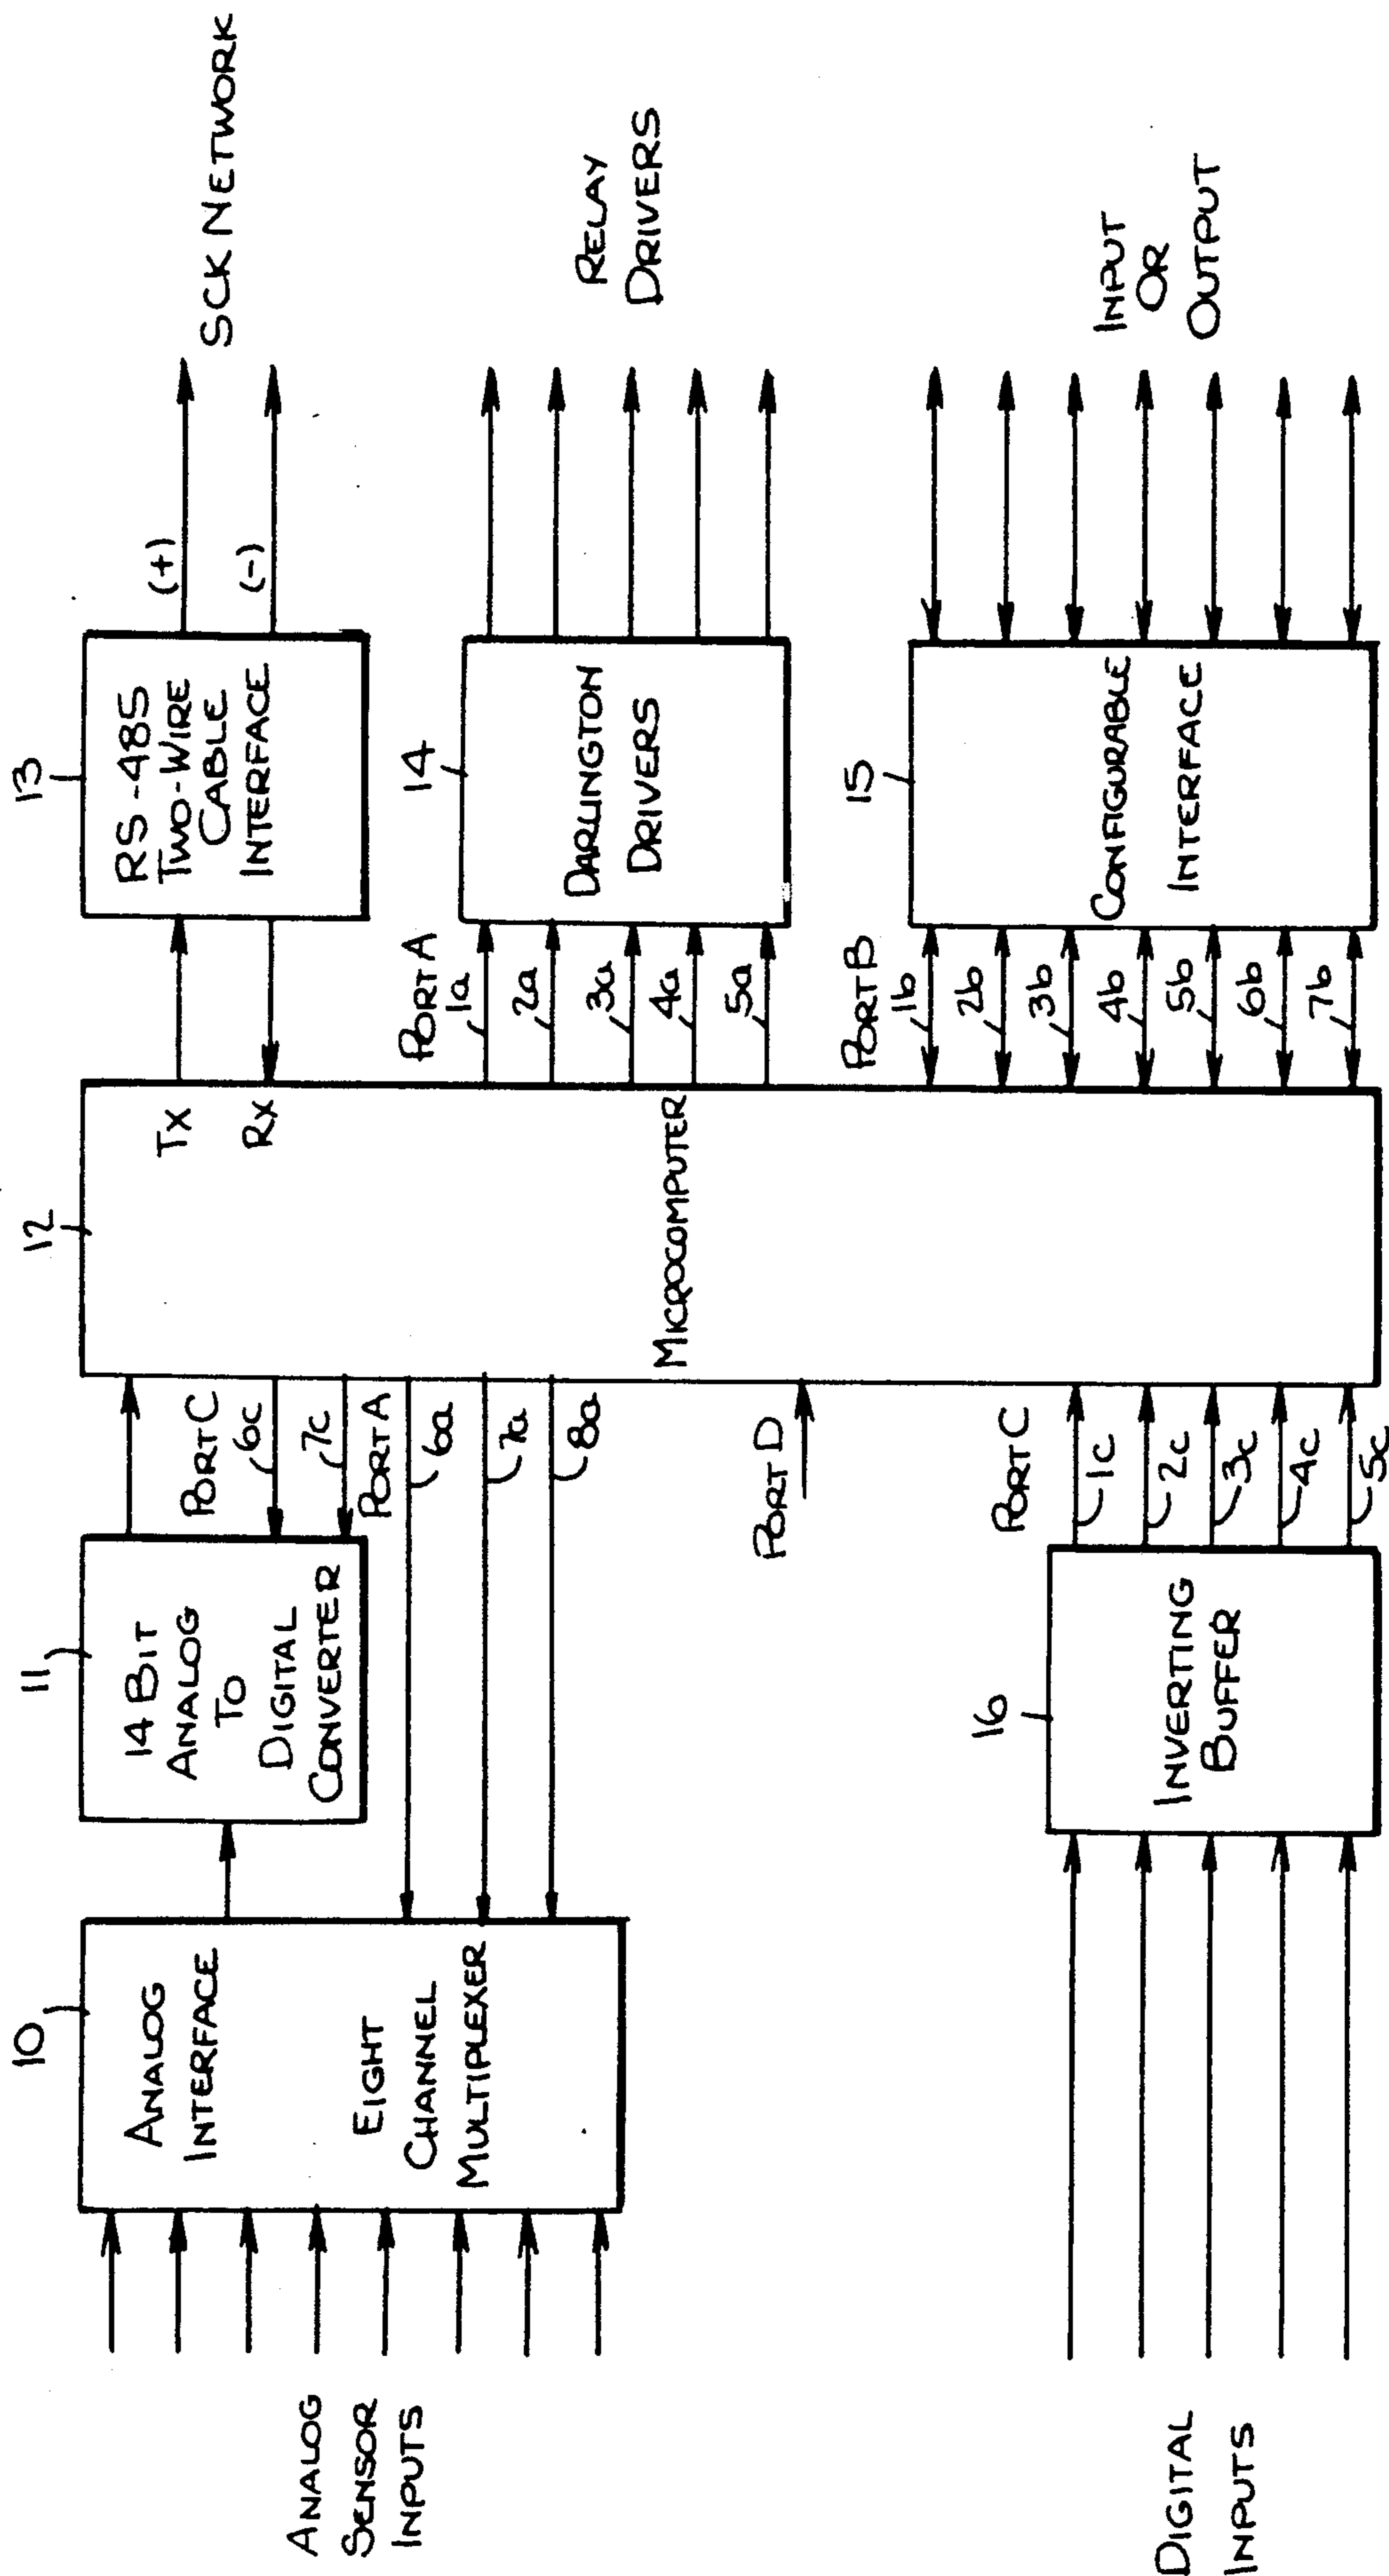 10
ANALOG
INTERFACE
EIGHT
CHANNEL
MULTIPLEXER
ANALOG
SENSOR
INPUTS
11
14 BIT
ANALOG
TO
DIGITAL
CONVERTER
PORT C
6c
7c
PORT A
6a
7a
8a
12
MICROCOMPUTER
TX
RX
PORT D
13
RS-485
TWO-WIRE
CABLE
INTERFACE
(+)
(-)
SCK NETWORK
PORT A
1a
2a
3a
4a
5a
14
DARLINGTON
DRIVERS
RELAY
DRIVERS
PORT B
1b
2b
3b
4b
5b
6b
7b
15
CONFIGURABLE
INTERFACE
INPUT
OR
OUTPUT
DIGITAL
INPUTS
16
INVERTING
BUFFER
PORT C
1c
2c
3c
4c
5c